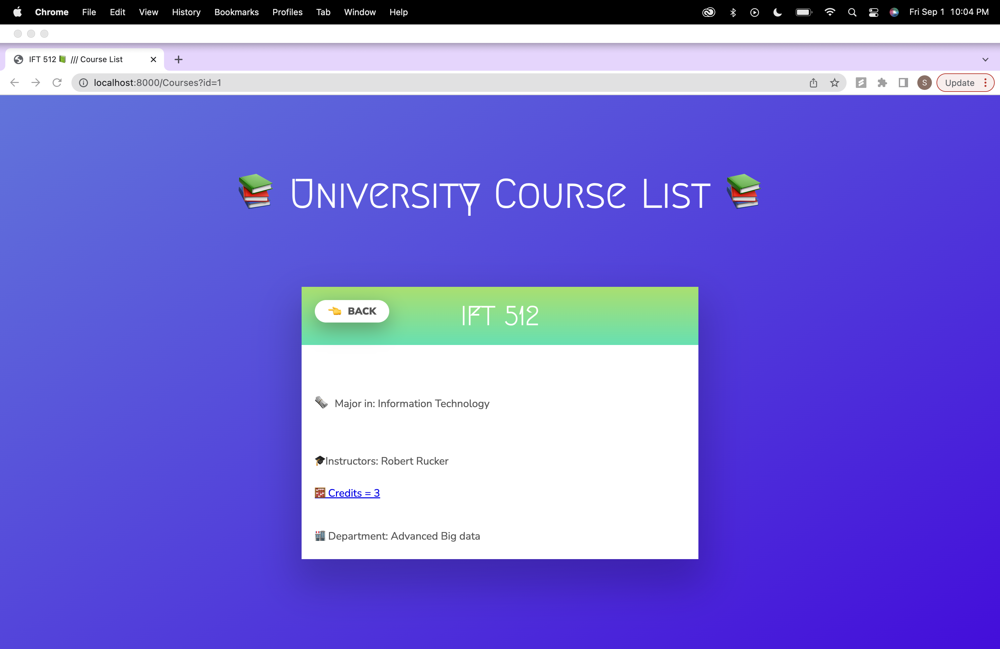 Chrome File Edit View History Bookmarks Profiles Tab Window Help Fri Sep 1 10:04 PM
IFT 512 📗 /// Course List
localhost:8000/Courses?id=1 S Update
📚 University Course List 📚
👈 BACK IFT 512
🗞 Major in: Information Technology
🎓Instructors: Robert Rucker
🧮 Credits = 3
🏬 Department: Advanced Big data